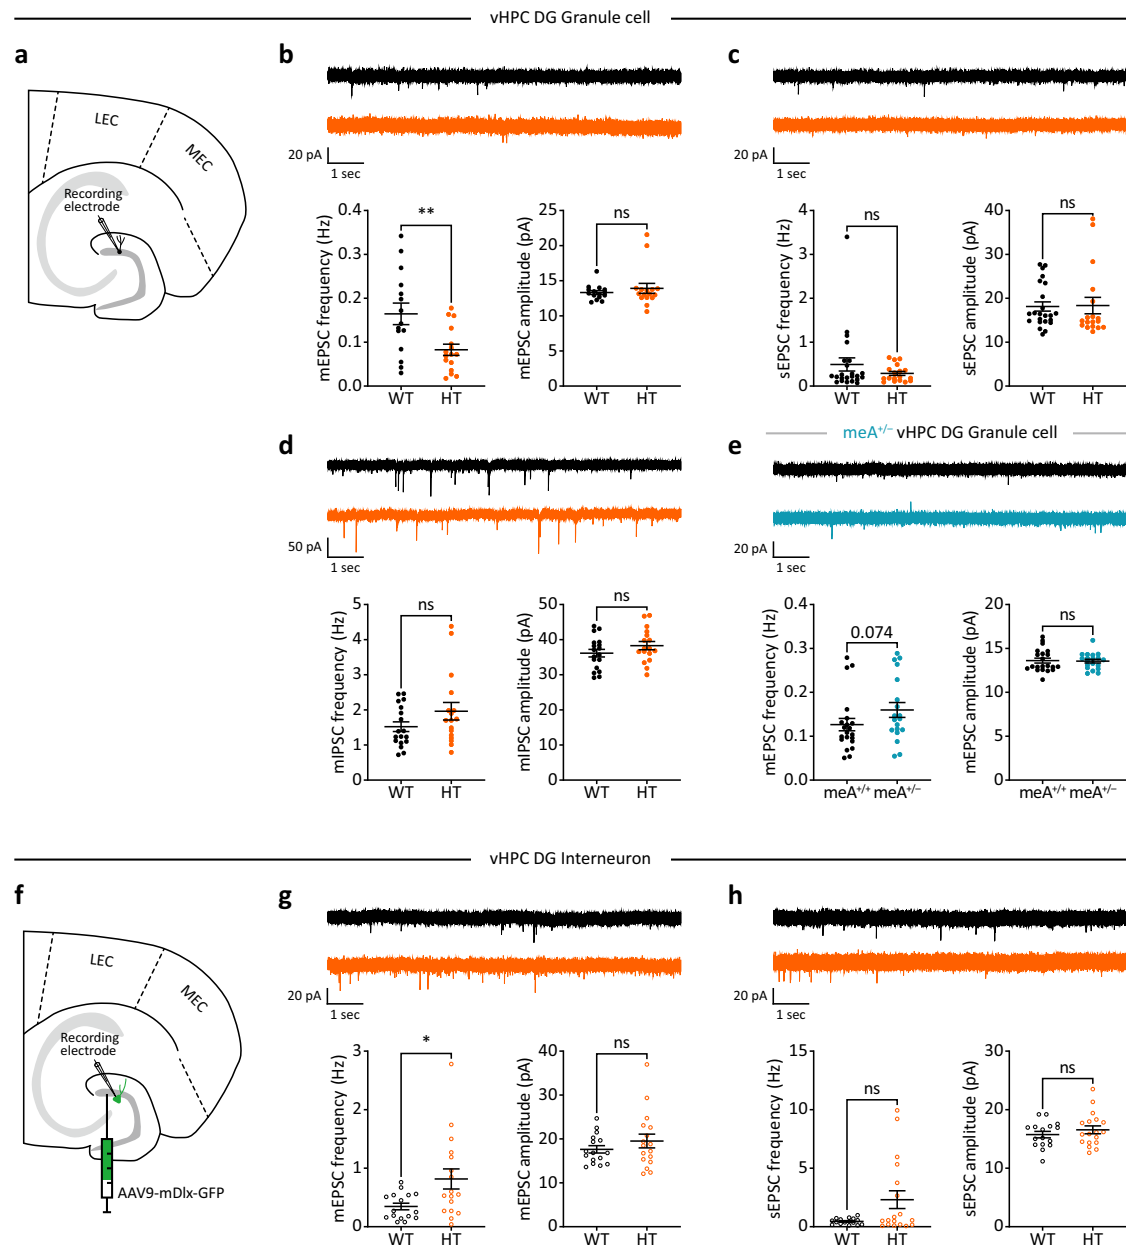 vHPC DG Granule cell
a
LEC
MEC
Recording
electrode
b
20 pA
1 sec
mEPSC frequency (Hz)
0.4
0.3
0.2
0.1
0.0
**
WT
HT
mEPSC amplitude (pA)
25
20
15
10
5
0
ns
WT
HT
c
20 pA
1 sec
sEPSC frequency (Hz)
4
3
2
1
0
ns
WT
HT
sEPSC amplitude (pA)
40
30
20
10
0
ns
WT
HT
d
50 pA
1 sec
mIPSC frequency (Hz)
5
4
3
2
1
0
ns
WT
HT
mIPSC amplitude (pA)
50
40
30
20
10
0
ns
WT
HT
meA+/− vHPC DG Granule cell
e
20 pA
1 sec
mEPSC frequency (Hz)
0.4
0.3
0.2
0.1
0.0
0.074
meA+/+ meA+/−
mEPSC amplitude (pA)
20
15
10
5
0
ns
meA+/+ meA+/−
vHPC DG Interneuron
f
LEC
MEC
Recording
electrode
AAV9-mDlx-GFP
g
20 pA
1 sec
mEPSC frequency (Hz)
3
2
1
0
*
WT
HT
mEPSC amplitude (pA)
40
30
20
10
0
ns
WT
HT
h
20 pA
1 sec
sEPSC frequency (Hz)
15
10
5
0
ns
WT
HT
sEPSC amplitude (pA)
30
20
10
0
ns
WT
HT